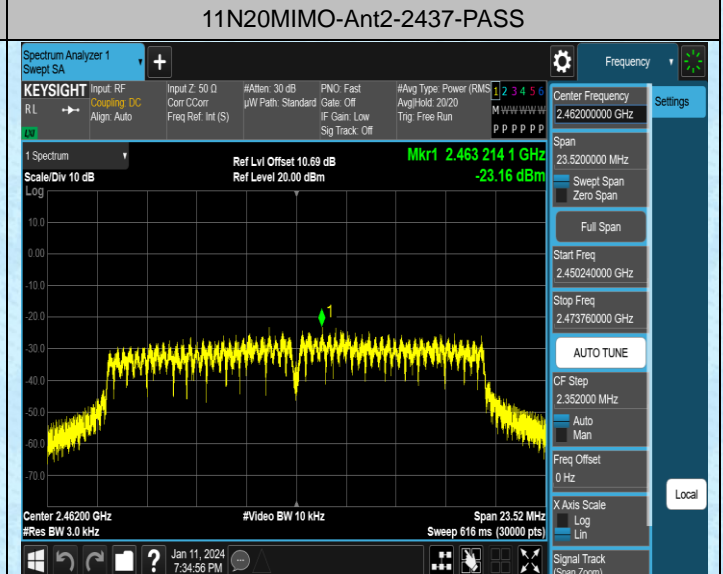 11N20MIMO-Ant2-2437-PASS
Spectrum Analyzer 1
Swept SA
+
Frequency
KEYSIGHT
RL
Input: RF
Coupling: DC
Align: Auto
Input Z: 50 Ω
Corr CCorr
Freq Ref: Int (S)
#Atten: 30 dB
µW Path: Standard
PNO: Fast
Gate: Off
IF Gain: Low
Sig Track: Off
#Avg Type: Power (RMS
Avg|Hold: 20/20
Trig: Free Run
1 2 3 4 5 6
M W W W W W
P P P P P P
1 Spectrum
Scale/Div 10 dB
Log
Ref Lvl Offset 10.69 dB
Ref Level 20.00 dBm
Mkr1 2.463 214 1 GHz
-23.16 dBm
10.0
0.00
-10.0
-20.0
-30.0
-40.0
-50.0
-60.0
-70.0
1
Center 2.46200 GHz
#Res BW 3.0 kHz
#Video BW 10 kHz
Span 23.52 MHz
Sweep 616 ms (30000 pts)
Center Frequency
2.462000000 GHz
Settings
Span
23.5200000 MHz
Swept Span
Zero Span
Full Span
Start Freq
2.450240000 GHz
Stop Freq
2.473760000 GHz
AUTO TUNE
CF Step
2.352000 MHz
Auto
Man
Freq Offset
0 Hz
X Axis Scale
Log
Lin
Local
Signal Track
(Span Zoom)
?
Jan 11, 2024
7:34:56 PM